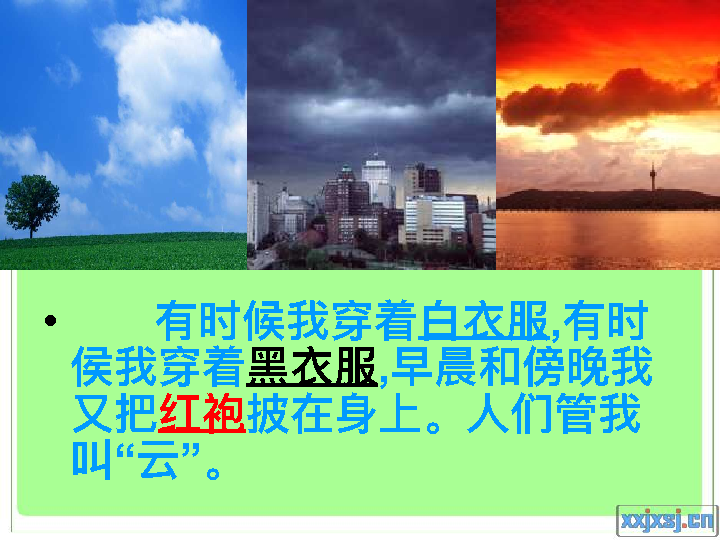 • 有时候我穿着白衣服,有时
侯我穿着黑衣服,早晨和傍晚我
又把红袍披在身上。人们管我
叫“云”。
xxjxsj.cn